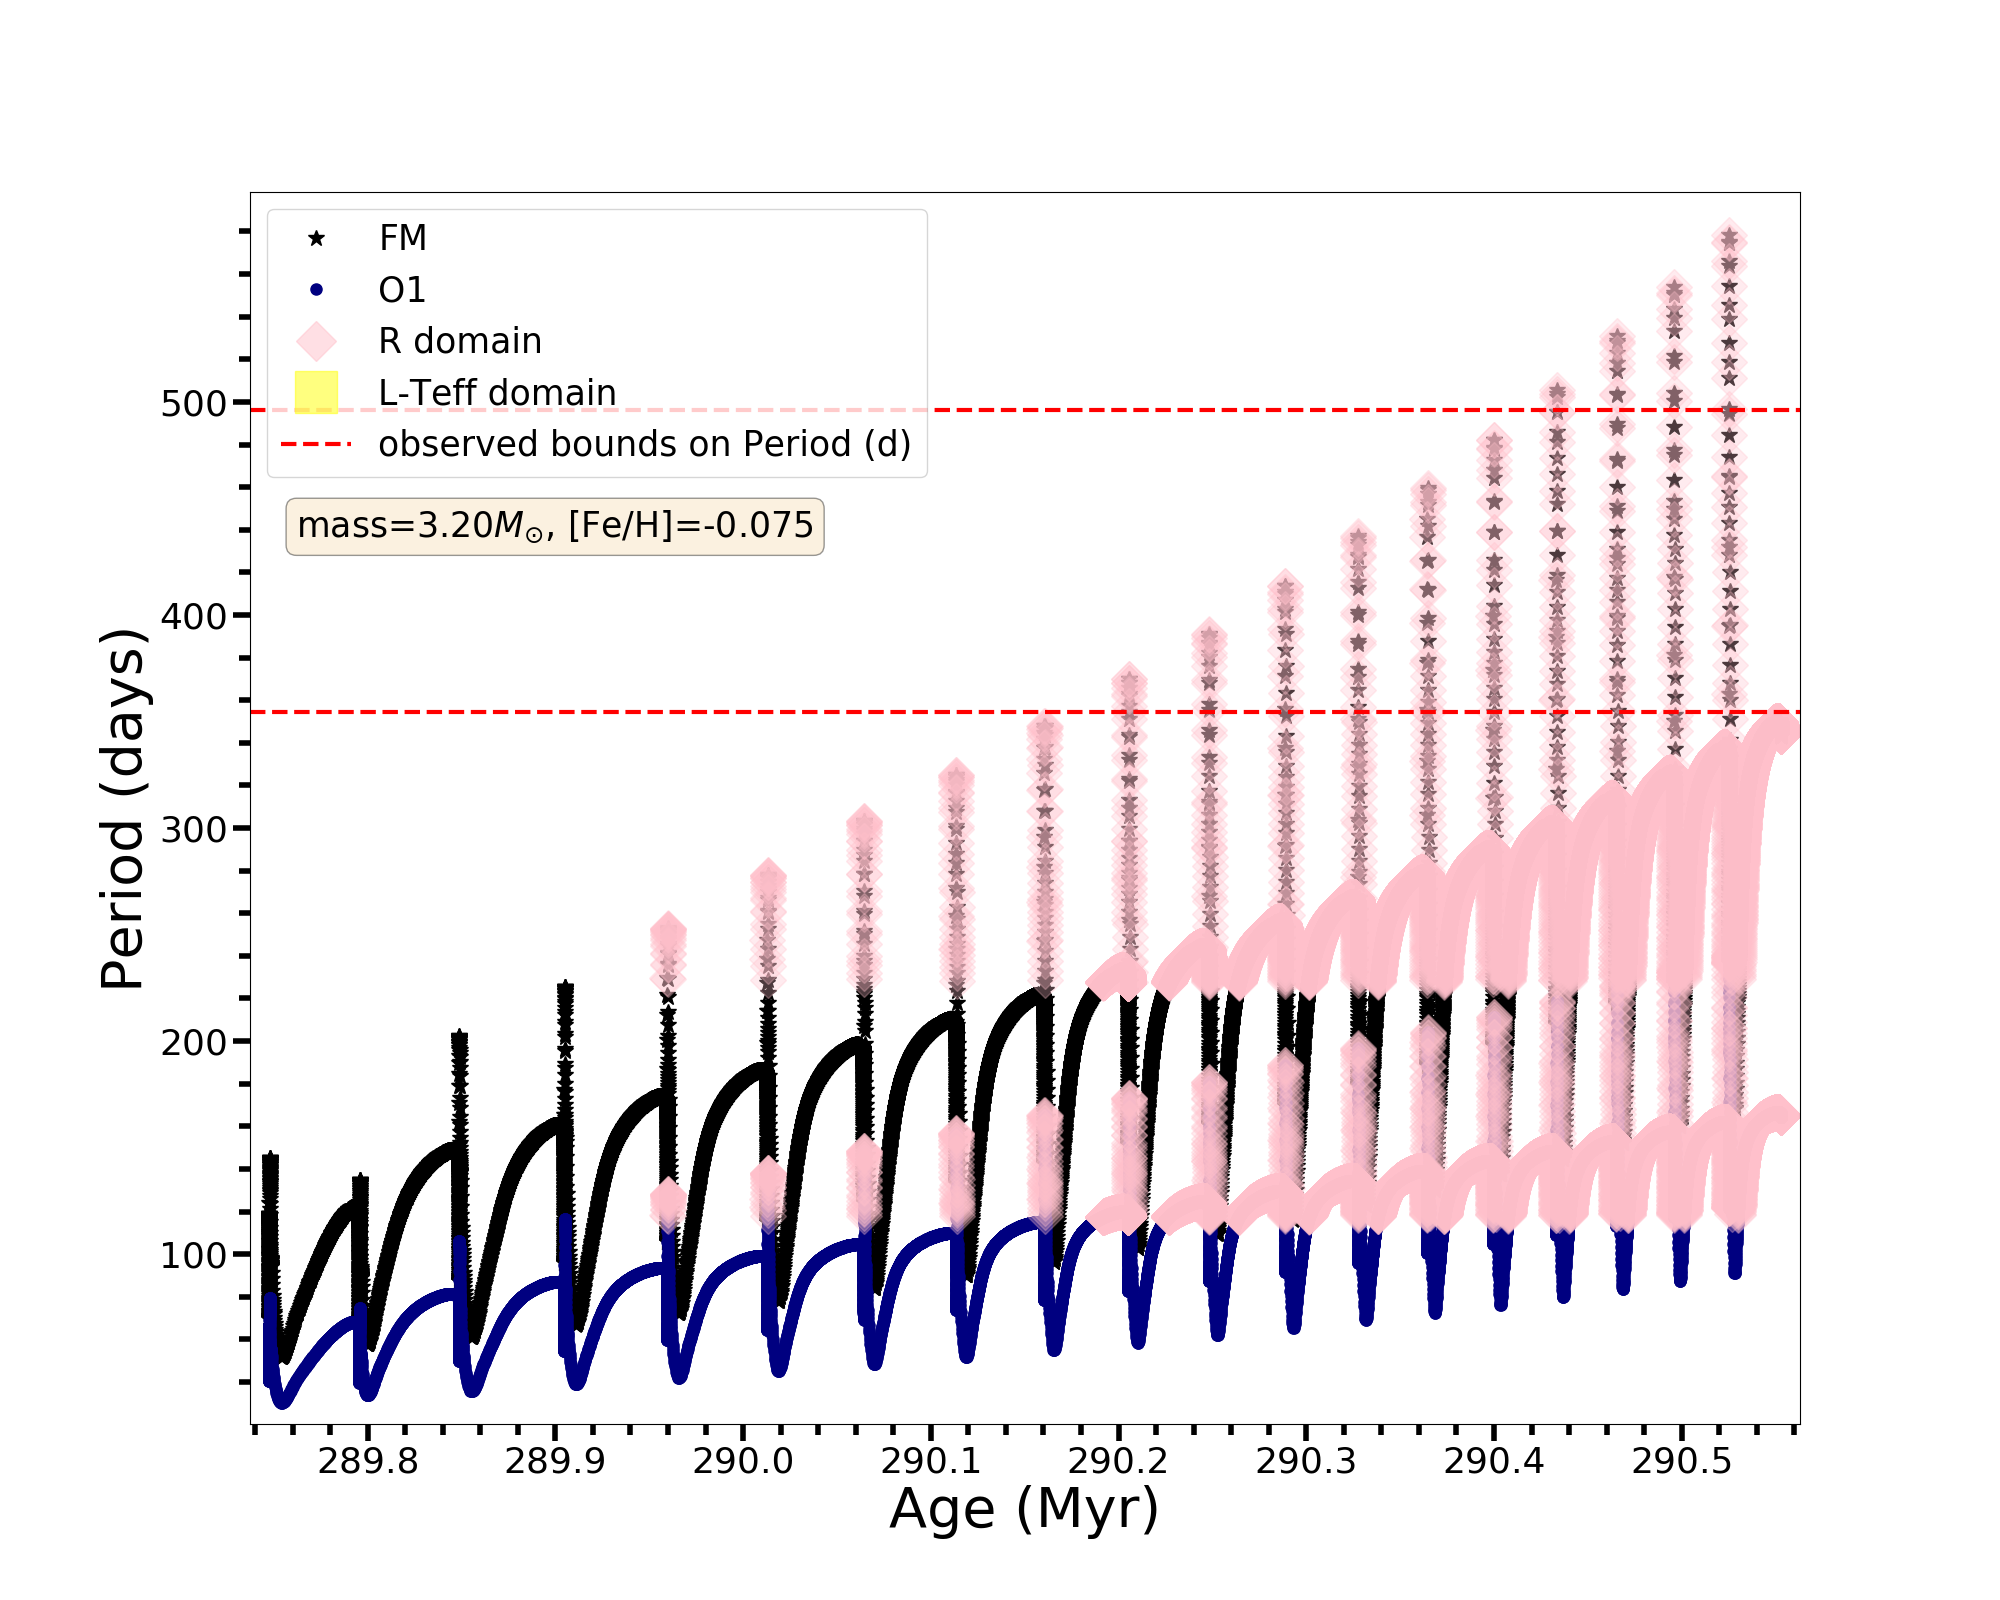 FM
O1
R domain
L-Teff domain
observed bounds on Period (d)
mass=3.20M⊙, [Fe/H]=-0.075
500
400
300
200
100
Period (days)
289.8 289.9 290.0 290.1 290.2 290.3 290.4 290.5
Age (Myr)